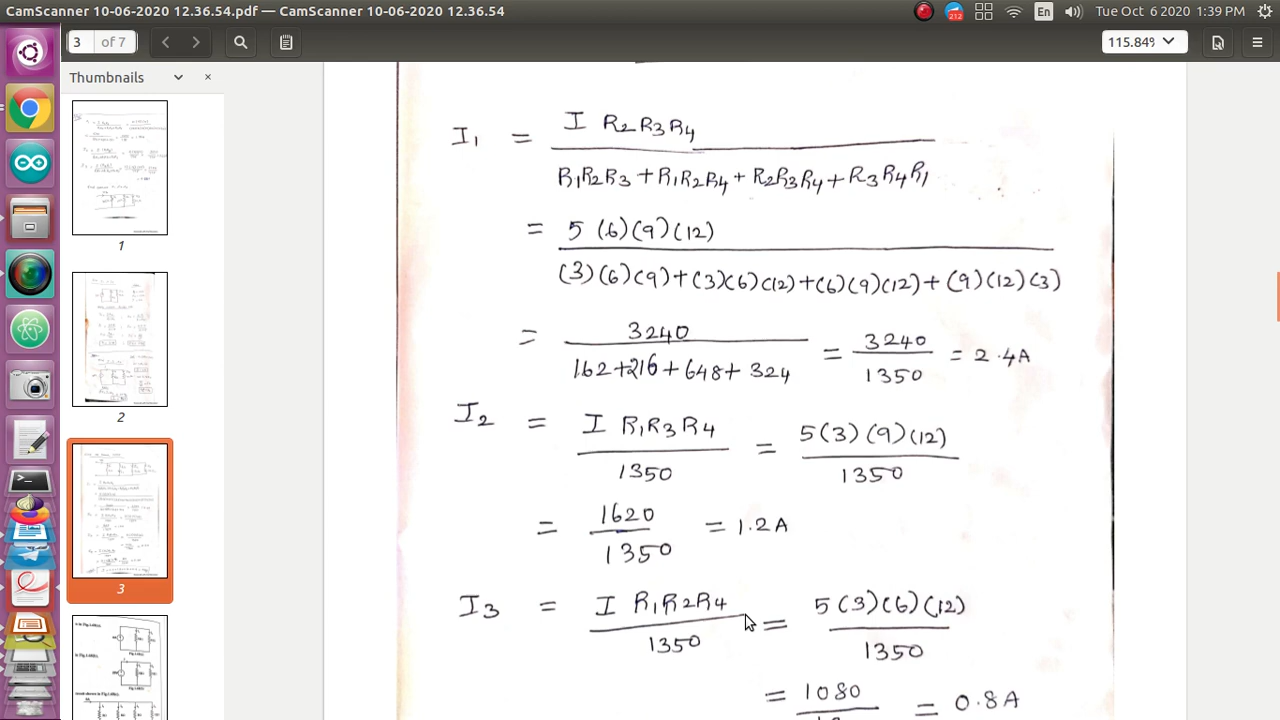 CamScanner 10-06-2020 12.36.54.pdf — CamScanner 10-06-2020 12.36.54
212
En
Tue Oct 6 2020 1:39 PM
3 of 7
115.84%
Thumbnails
1
2
3
I1 = I R2R3R4 / R1R2R3 + R1R2R4 + R2R3R4 + R3R4R1
= 5 (6)(9)(12) / (3)(6)(9)+(3)(6)(12)+(6)(9)(12)+(9)(12)(3)
= 3240 / 162+216+648+324 = 3240 / 1350 = 2.4A
I2 = I R1R3R4 / 1350 = 5(3)(9)(12) / 1350
= 1620 / 1350 = 1.2A
I3 = I R1R2R4 / 1350 = 5(3)(6)(12) / 1350
= 1080 = 0.8A